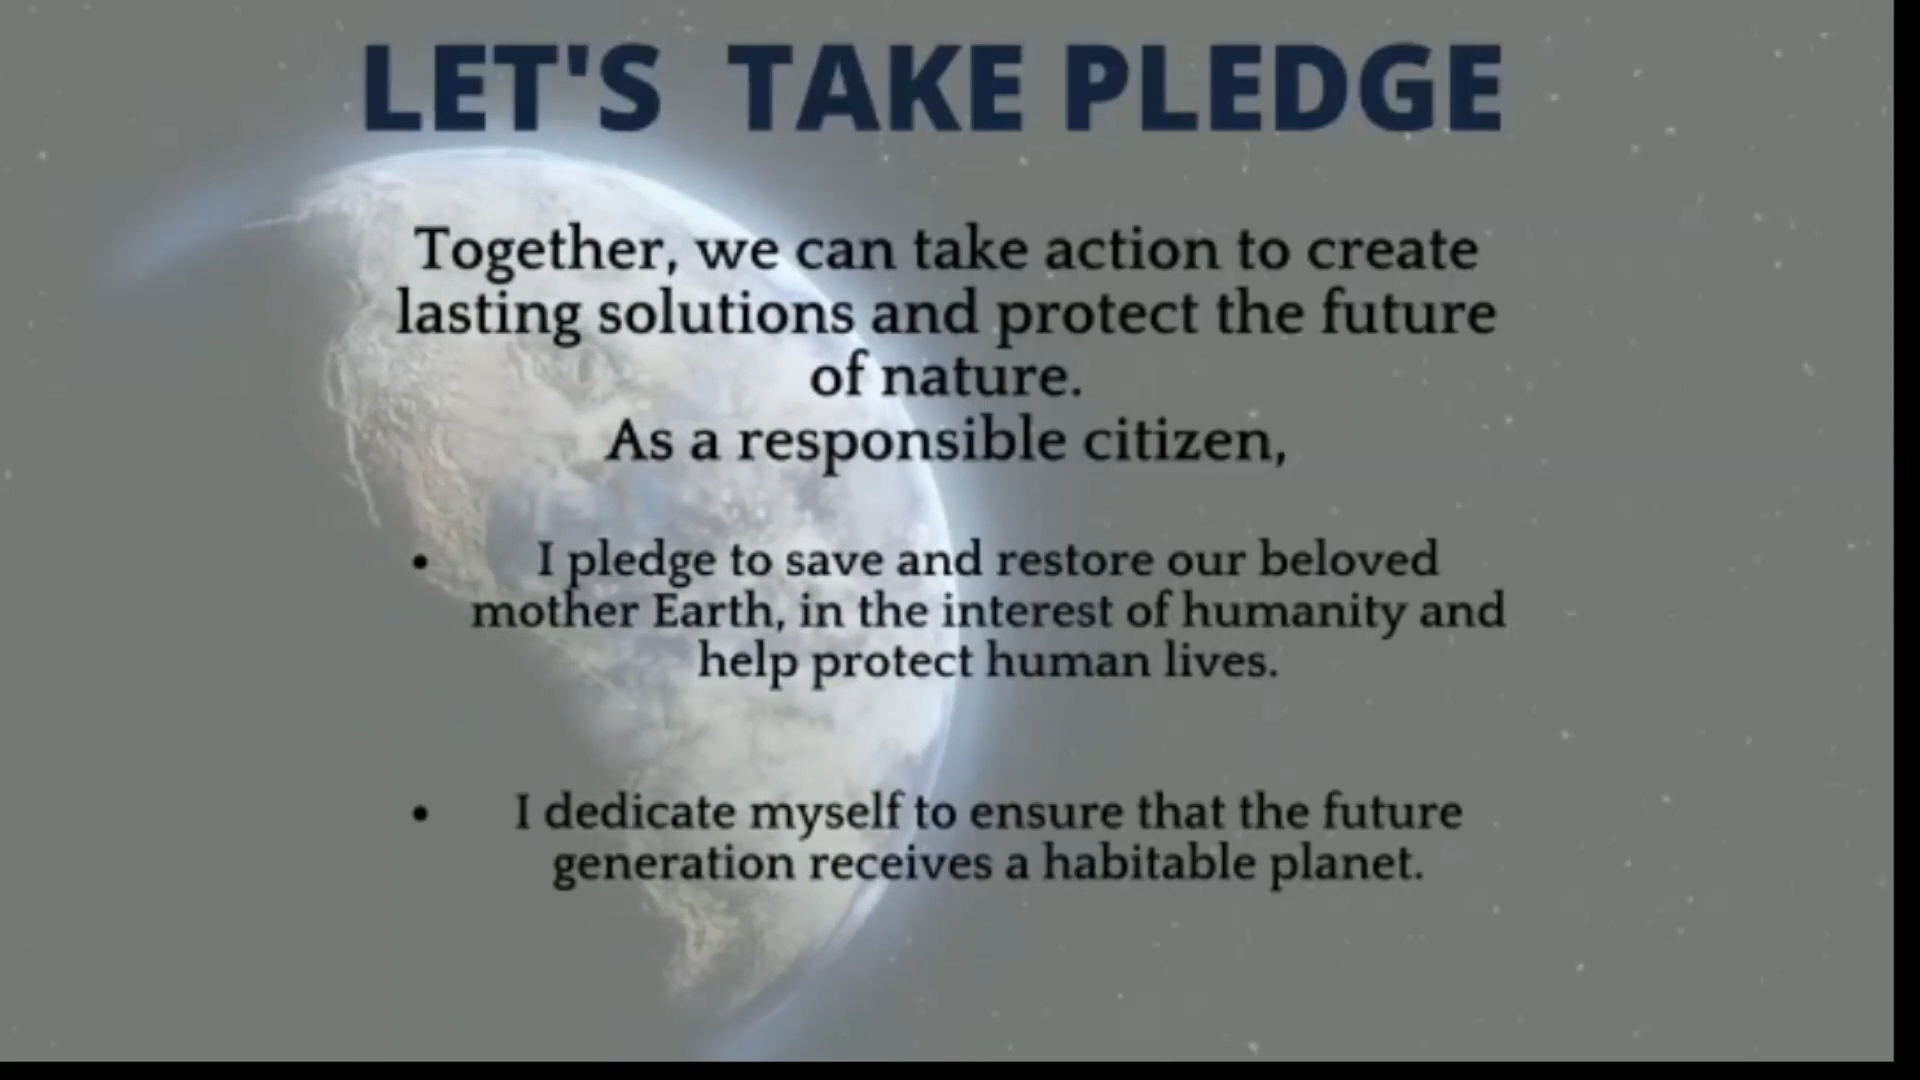 LET'S TAKE PLEDGE
Together, we can take action to create
lasting solutions and protect the future
of nature.
As a responsible citizen,
• I pledge to save and restore our beloved
mother Earth, in the interest of humanity and
help protect human lives.
• I dedicate myself to ensure that the future
generation receives a habitable planet.